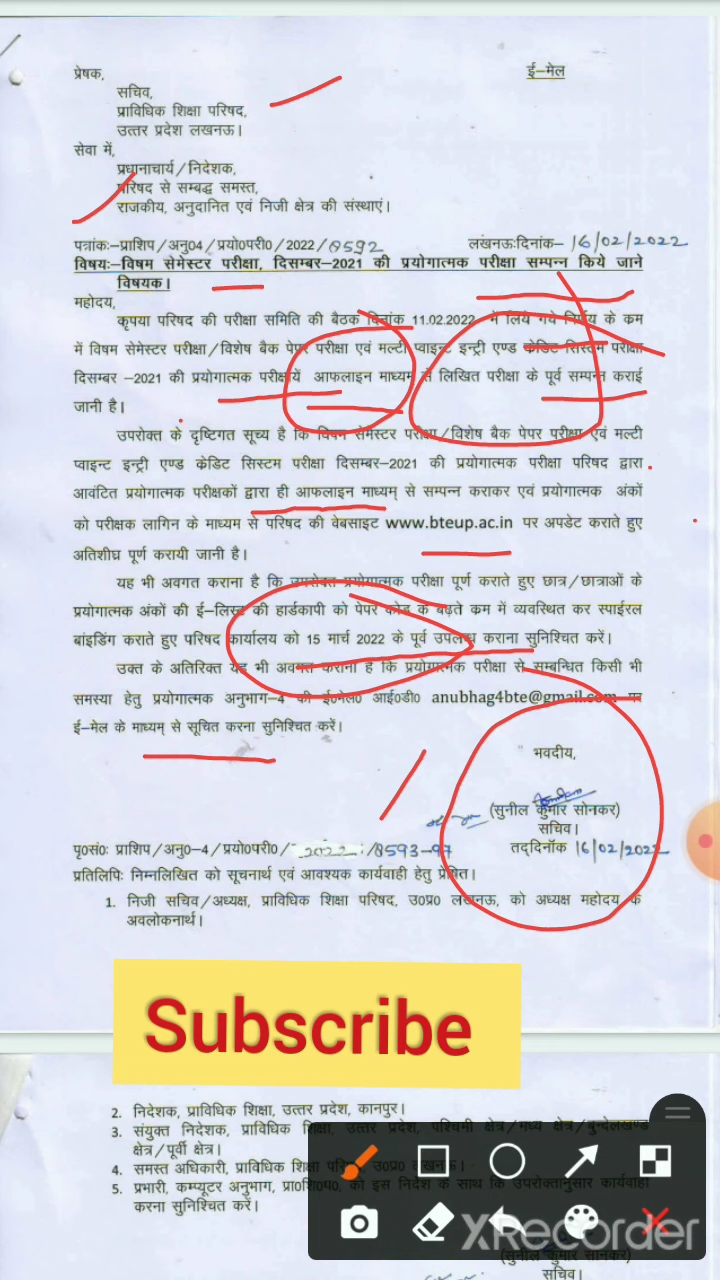 प्रेषक,
ई–मेल
सचिव,
प्राविधिक शिक्षा परिषद,
उत्तर प्रदेश लखनऊ।
सेवा में,
प्रधानाचार्य/निदेशक,
परिषद से सम्बद्ध समस्त,
राजकीय, अनुदानित एवं निजी क्षेत्र की संस्थाएं।
पत्रांकः–प्राशिप/अनु04/प्रयो0परी0/2022/8592 लखनऊःदिनांक– 16/02/2022
विषयः–विषम सेमेस्टर परीक्षा, दिसम्बर–2021 की प्रयोगात्मक परीक्षा सम्पन्न किये जाने
विषयक।
महोदय,
कृपया परिषद की परीक्षा समिति की बैठक दिनांक 11.02.2022 में लिये गये निर्णय के कम
में विषम सेमेस्टर परीक्षा/विशेष बैक पेपर परीक्षा एवं मल्टी प्वाइन्ट इन्ट्री एण्ड केडिट सिस्टम परीक्षा
दिसम्बर –2021 की प्रयोगात्मक परीक्षायें आफलाइन माध्यम से लिखित परीक्षा के पूर्व सम्पन्न कराई
जानी है।
उपरोक्त के दृष्टिगत सूच्य है कि विषम सेमस्टर परीक्षा/विशेष बैक पेपर परीक्षा एवं मल्टी
प्वाइन्ट इन्ट्री एण्ड केडिट सिस्टम परीक्षा दिसम्बर–2021 की प्रयोगात्मक परीक्षा परिषद द्वारा
आवंटित प्रयोगात्मक परीक्षकों द्वारा ही आफलाइन माध्यम् से सम्पन्न कराकर एवं प्रयोगात्मक अंकों
को परीक्षक लागिन के माध्यम से परिषद की वेबसाइट www.bteup.ac.in पर अपडेट कराते हुए
अतिशीघ्र पूर्ण करायी जानी है।
यह भी अवगत कराना है कि उपरोक्त प्रयोगात्मक परीक्षा पूर्ण कराते हुए छात्र/छात्राओं के
प्रयोगात्मक अंकों की ई–लिस्ट की हार्डकापी को पेपर कोड के बढ़ते कम में व्यवस्थित कर स्पाईरल
बांइडिंग कराते हुए परिषद कार्यालय को 15 मार्च 2022 के पूर्व उपलब्ध कराना सुनिश्चित करें।
उक्त के अतिरिक्त यह भी अवगत कराना है कि प्रयोगात्मक परीक्षा से सम्बन्धित किसी भी
समस्या हेतु प्रयोगात्मक अनुभाग–4 की ई0मेल0 आई0डी0 anubhag4bte@gmail.com पर
ई–मेल के माध्यम् से सूचित करना सुनिश्चित करें।
भवदीय,
(सुनील कुमार सोनकर)
सचिव।
पृ0सं0: प्राशिप/अनु0–4/प्रयो0परी0/ 2022 /8593-97 तद्दिनॉक 16/02/2022
प्रतिलिपिः निम्नलिखित को सूचनार्थ एवं आवश्यक कार्यवाही हेतु प्रेषित।
1. निजी सचिव/अध्यक्ष, प्राविधिक शिक्षा परिषद, उ0प्र0 लखनऊ, को अध्यक्ष महोदय के
अवलोकनार्थ।
Subscribe
2. निदेशक, प्राविधिक शिक्षा, उत्तर प्रदेश, कानपुर।
3. संयुक्त निदेशक, प्राविधिक शिक्षा, उत्तर प्रदेश, पश्चिमी क्षेत्र/मध्य क्षेत्र/बुन्देलखण्ड
क्षेत्र/पूर्वी क्षेत्र।
4. समस्त अधिकारी, प्राविधिक शिक्षा परिषद, उ0प्र0 लखनऊ।
5. प्रभारी, कम्प्यूटर अनुभाग, प्रा0शि0प0, को इस निर्देश के साथ कि उपरोक्तानुसार कार्यवाही
करना सुनिश्चित करें।
XRecorder
(सुनील कुमार सोनकर)
सचिव।